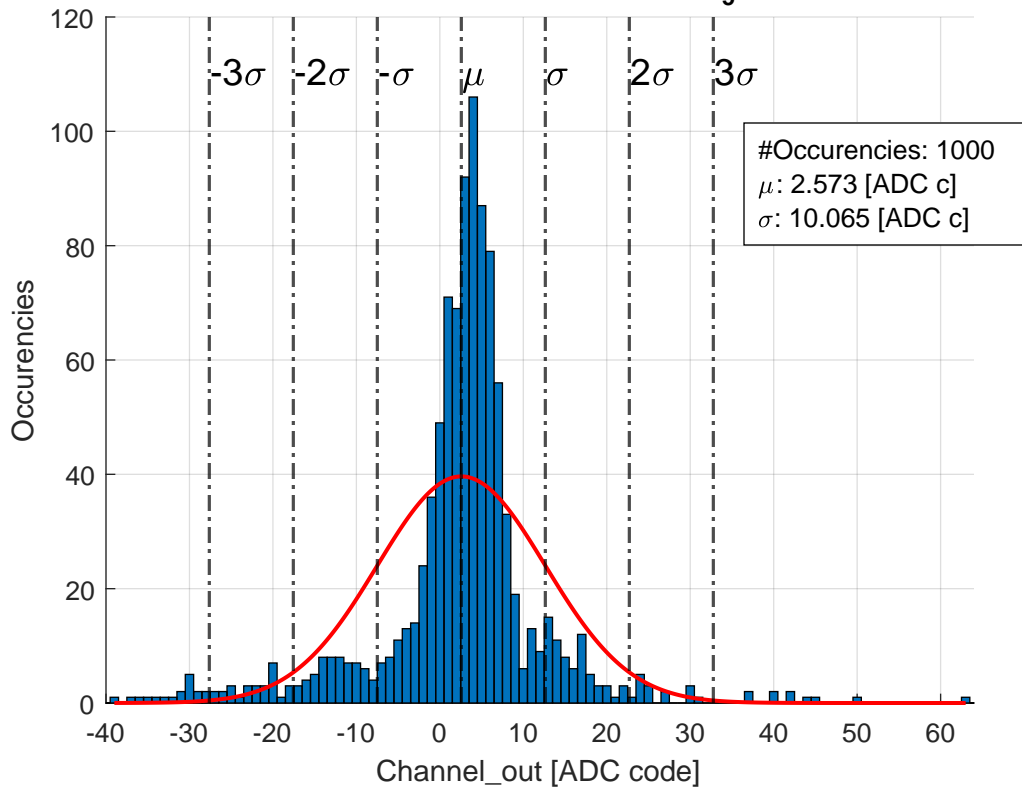 120
100
80
60
40
20
0
-40
-30
-20
-10
0
10
20
30
40
50
60
Occurencies
Channel_out [ADC code]
-3σ
-2σ
-σ
μ
σ
2σ
3σ
#Occurencies: 1000
μ: 2.573 [ADC c]
σ: 10.065 [ADC c]